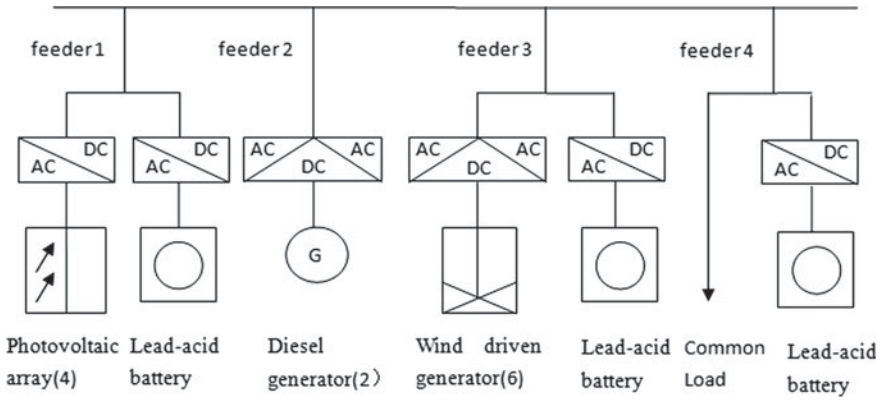 feeder1 feeder2 feeder3 feeder4
DC DC AC AC AC AC DC DC
AC AC DC DC AC AC
G
Photovoltaic Lead-acid Diesel Wind driven Lead-acid Common Lead-acid
array(4) battery generator(2） generator(6) battery Load battery